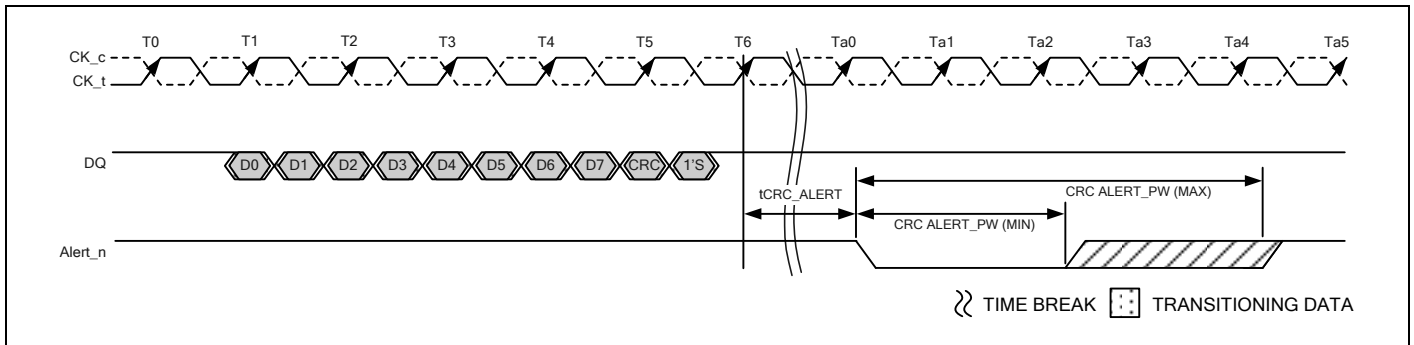 T0 T1 T2 T3 T4 T5 T6 Ta0 Ta1 Ta2 Ta3 Ta4 Ta5
CK_c
CK_t
DQ D0 D1 D2 D3 D4 D5 D6 D7 CRC 1'S
tCRC_ALERT
CRC ALERT_PW (MAX)
CRC ALERT_PW (MIN)
Alert_n
TIME BREAK TRANSITIONING DATA